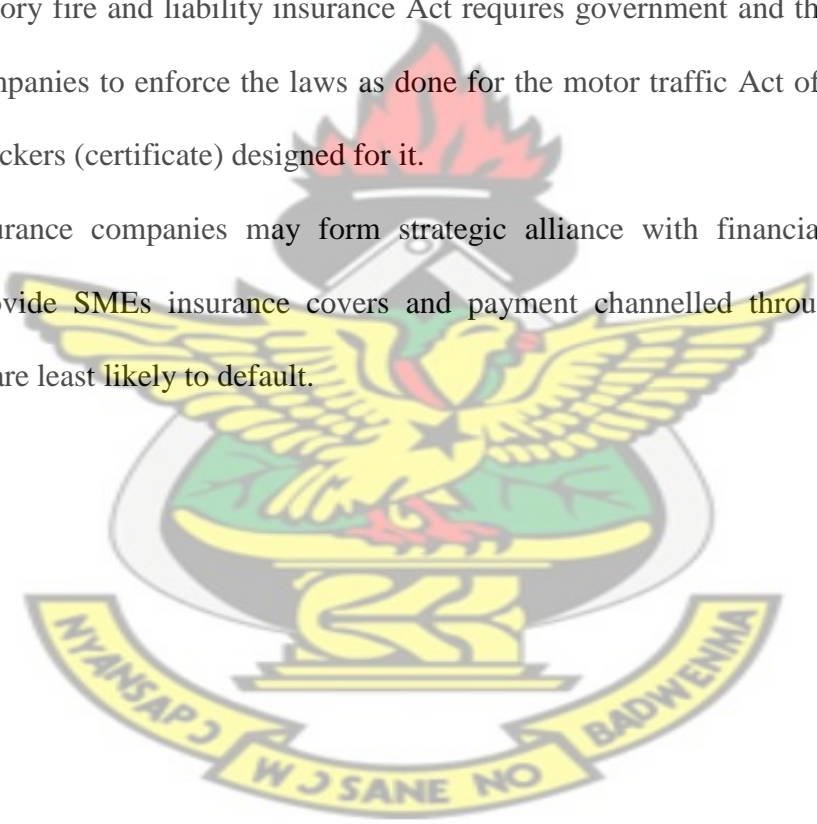 ory fire and liability insurance Act requires government and th
npanies to enforce the laws as done for the motor traffic Act of
ckers (certificate) designed for it.
urance companies may form strategic alliance with financia
ovide SMEs insurance covers and payment channelled throu
are least likely to default.
NYANSAPƆ
WƆSANE NO
BADWENMA